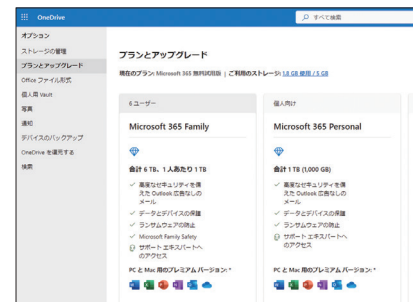 OneDrive
すべて検索
オプション
ストレージの管理
プランとアップグレード
Office ファイル形式
個人用 Vault
写真
通知
デバイスのバックアップ
OneDrive を復元する
検索
プランとアップグレード
現在のプラン: Microsoft 365 無料試用版 | ご利用のストレージ: 1.8 GB 使用 / 5 GB
6 ユーザー
Microsoft 365 Family
合計 6 TB、1 人あたり 1 TB
高度なセキュリティを備
えた Outlook 広告なしの
メール
データとデバイスの保護
ランサムウェアの防止
Microsoft Family Safety
サポート エキスパートへ
のアクセス
PC と Mac 用のプレミアム バージョン: *
個人向け
Microsoft 365 Personal
合計 1 TB (1,000 GB)
高度なセキュリティを備
えた Outlook 広告なしの
メール
データとデバイスの保護
ランサムウェアの防止
サポート エキスパートへ
のアクセス
PC と Mac 用のプレミアム バージョン: *